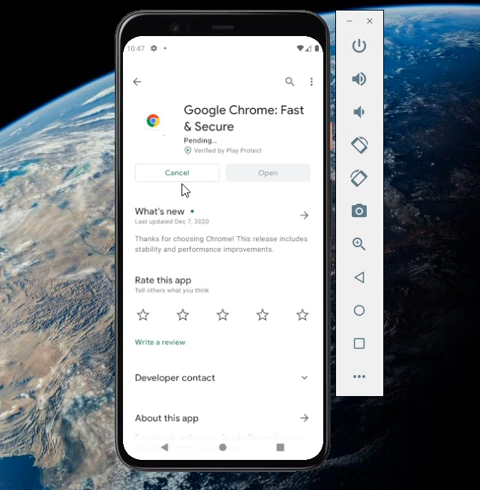 10:47
Google Chrome: Fast
& Secure
Pending...
Verified by Play Protect
Cancel
Open
What's new
Last updated Dec 7, 2020
Thanks for choosing Chrome! This release includes
stability and performance improvements.
Rate this app
Tell others what you think
Write a review
Developer contact
About this app